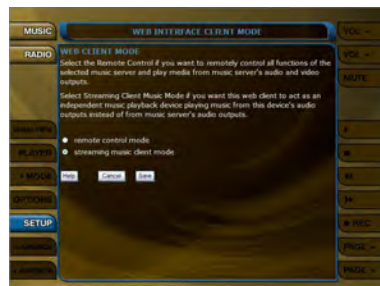 MUSIC
WEB INTERFACE CLIENT MODE
VOL
RADIO
WEB CLIENT MODE
Select the Remote Control if you want to remotely control all functions of the
selected music server and play media from music server's audio and video
outputs.
VOL
MUTE
Select Streaming Client Music Mode if you want this web client to act as an
independent music playback device playing music from this device's audio
outputs instead of from music server's audio outputs.
remote control mode
PLAYER
streaming music client mode
MODE
Help
Cancel
Save
OPTIONS
SETUP
REC
PAGE
PAGE